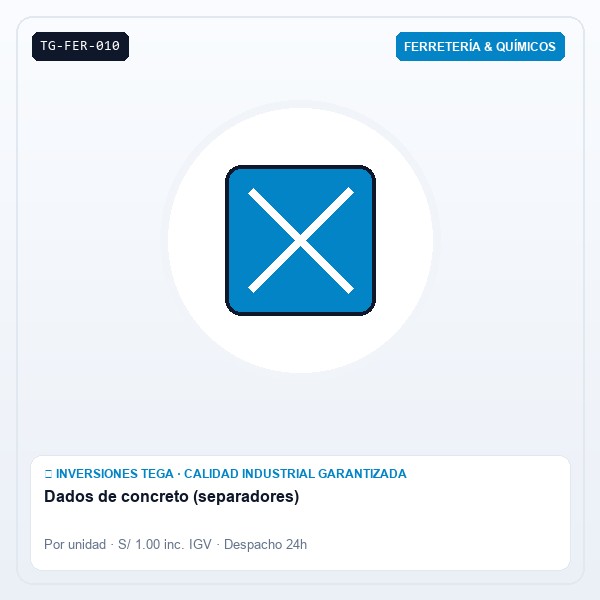 TG-FER-010
FERRETERÍA & QUÍMICOS
INVERSIONES TEGA · CALIDAD INDUSTRIAL GARANTIZADA
Dados de concreto (separadores)
Por unidad · S/ 1.00 inc. IGV · Despacho 24h